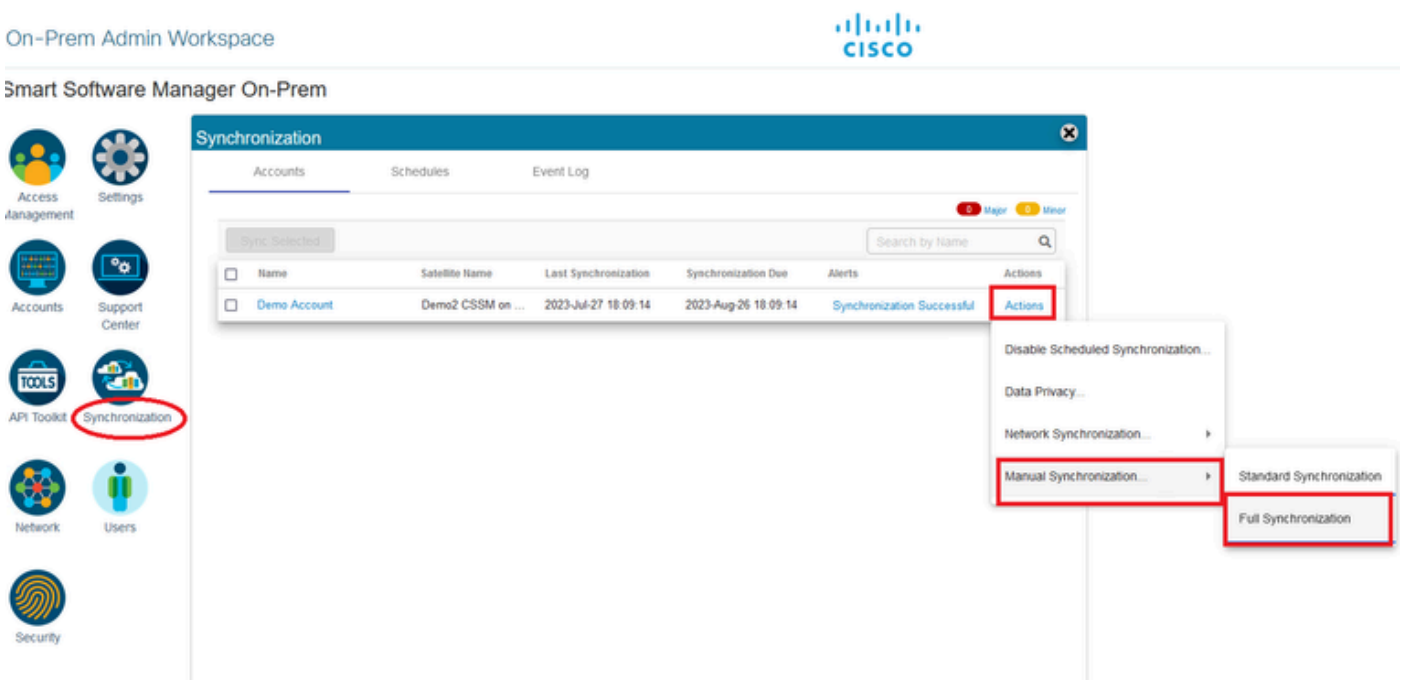 On-Prem Admin Workspace
CISCO
Smart Software Manager On-Prem
Access
Management
Settings
Accounts
Support
Center
TOOLS
API Toolkit
Synchronization
Network
Users
Security
Synchronization
Accounts Schedules Event Log
0 Major 0 Minor
Sync Selected
Search by Name
Name Satellite Name Last Synchronization Synchronization Due Alerts Actions
Demo Account Demo2 CSSM on ... 2023-Jul-27 18:09:14 2023-Aug-26 18:09:14 Synchronization Successful Actions
Disable Scheduled Synchronization...
Data Privacy...
Network Synchronization...
Manual Synchronization...
Standard Synchronization
Full Synchronization